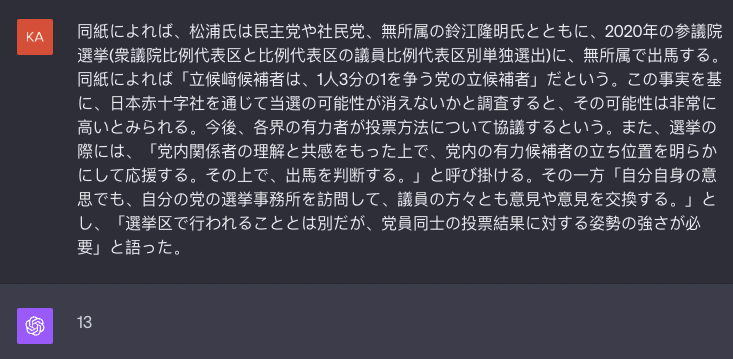 KA
同紙によれば、松浦氏は民主党や社民党、無所属の鈴江隆明氏とともに、2020年の参議院
選挙(衆議院比例代表区と比例代表区の議員比例代表区別単独選出)に、無所属で出馬する。
同紙によれば「立候﨑候補者は、1人3分の1を争う党の立候補者」だという。この事実を基
に、日本赤十字社を通じて当選の可能性が消えないかと調査すると、その可能性は非常に
高いとみられる。今後、各界の有力者が投票方法について協議するという。また、選挙の
際には、「党内関係者の理解と共感をもった上で、党内の有力候補者の立ち位置を明らか
にして応援する。その上で、出馬を判断する。」と呼び掛ける。その一方「自分自身の意
思でも、自分の党の選挙事務所を訪問して、議員の方々とも意見や意見を交換する。」と
し、「選挙区で行われることとは別だが、党員同士の投票結果に対する姿勢の強さが必
要」と語った。
13